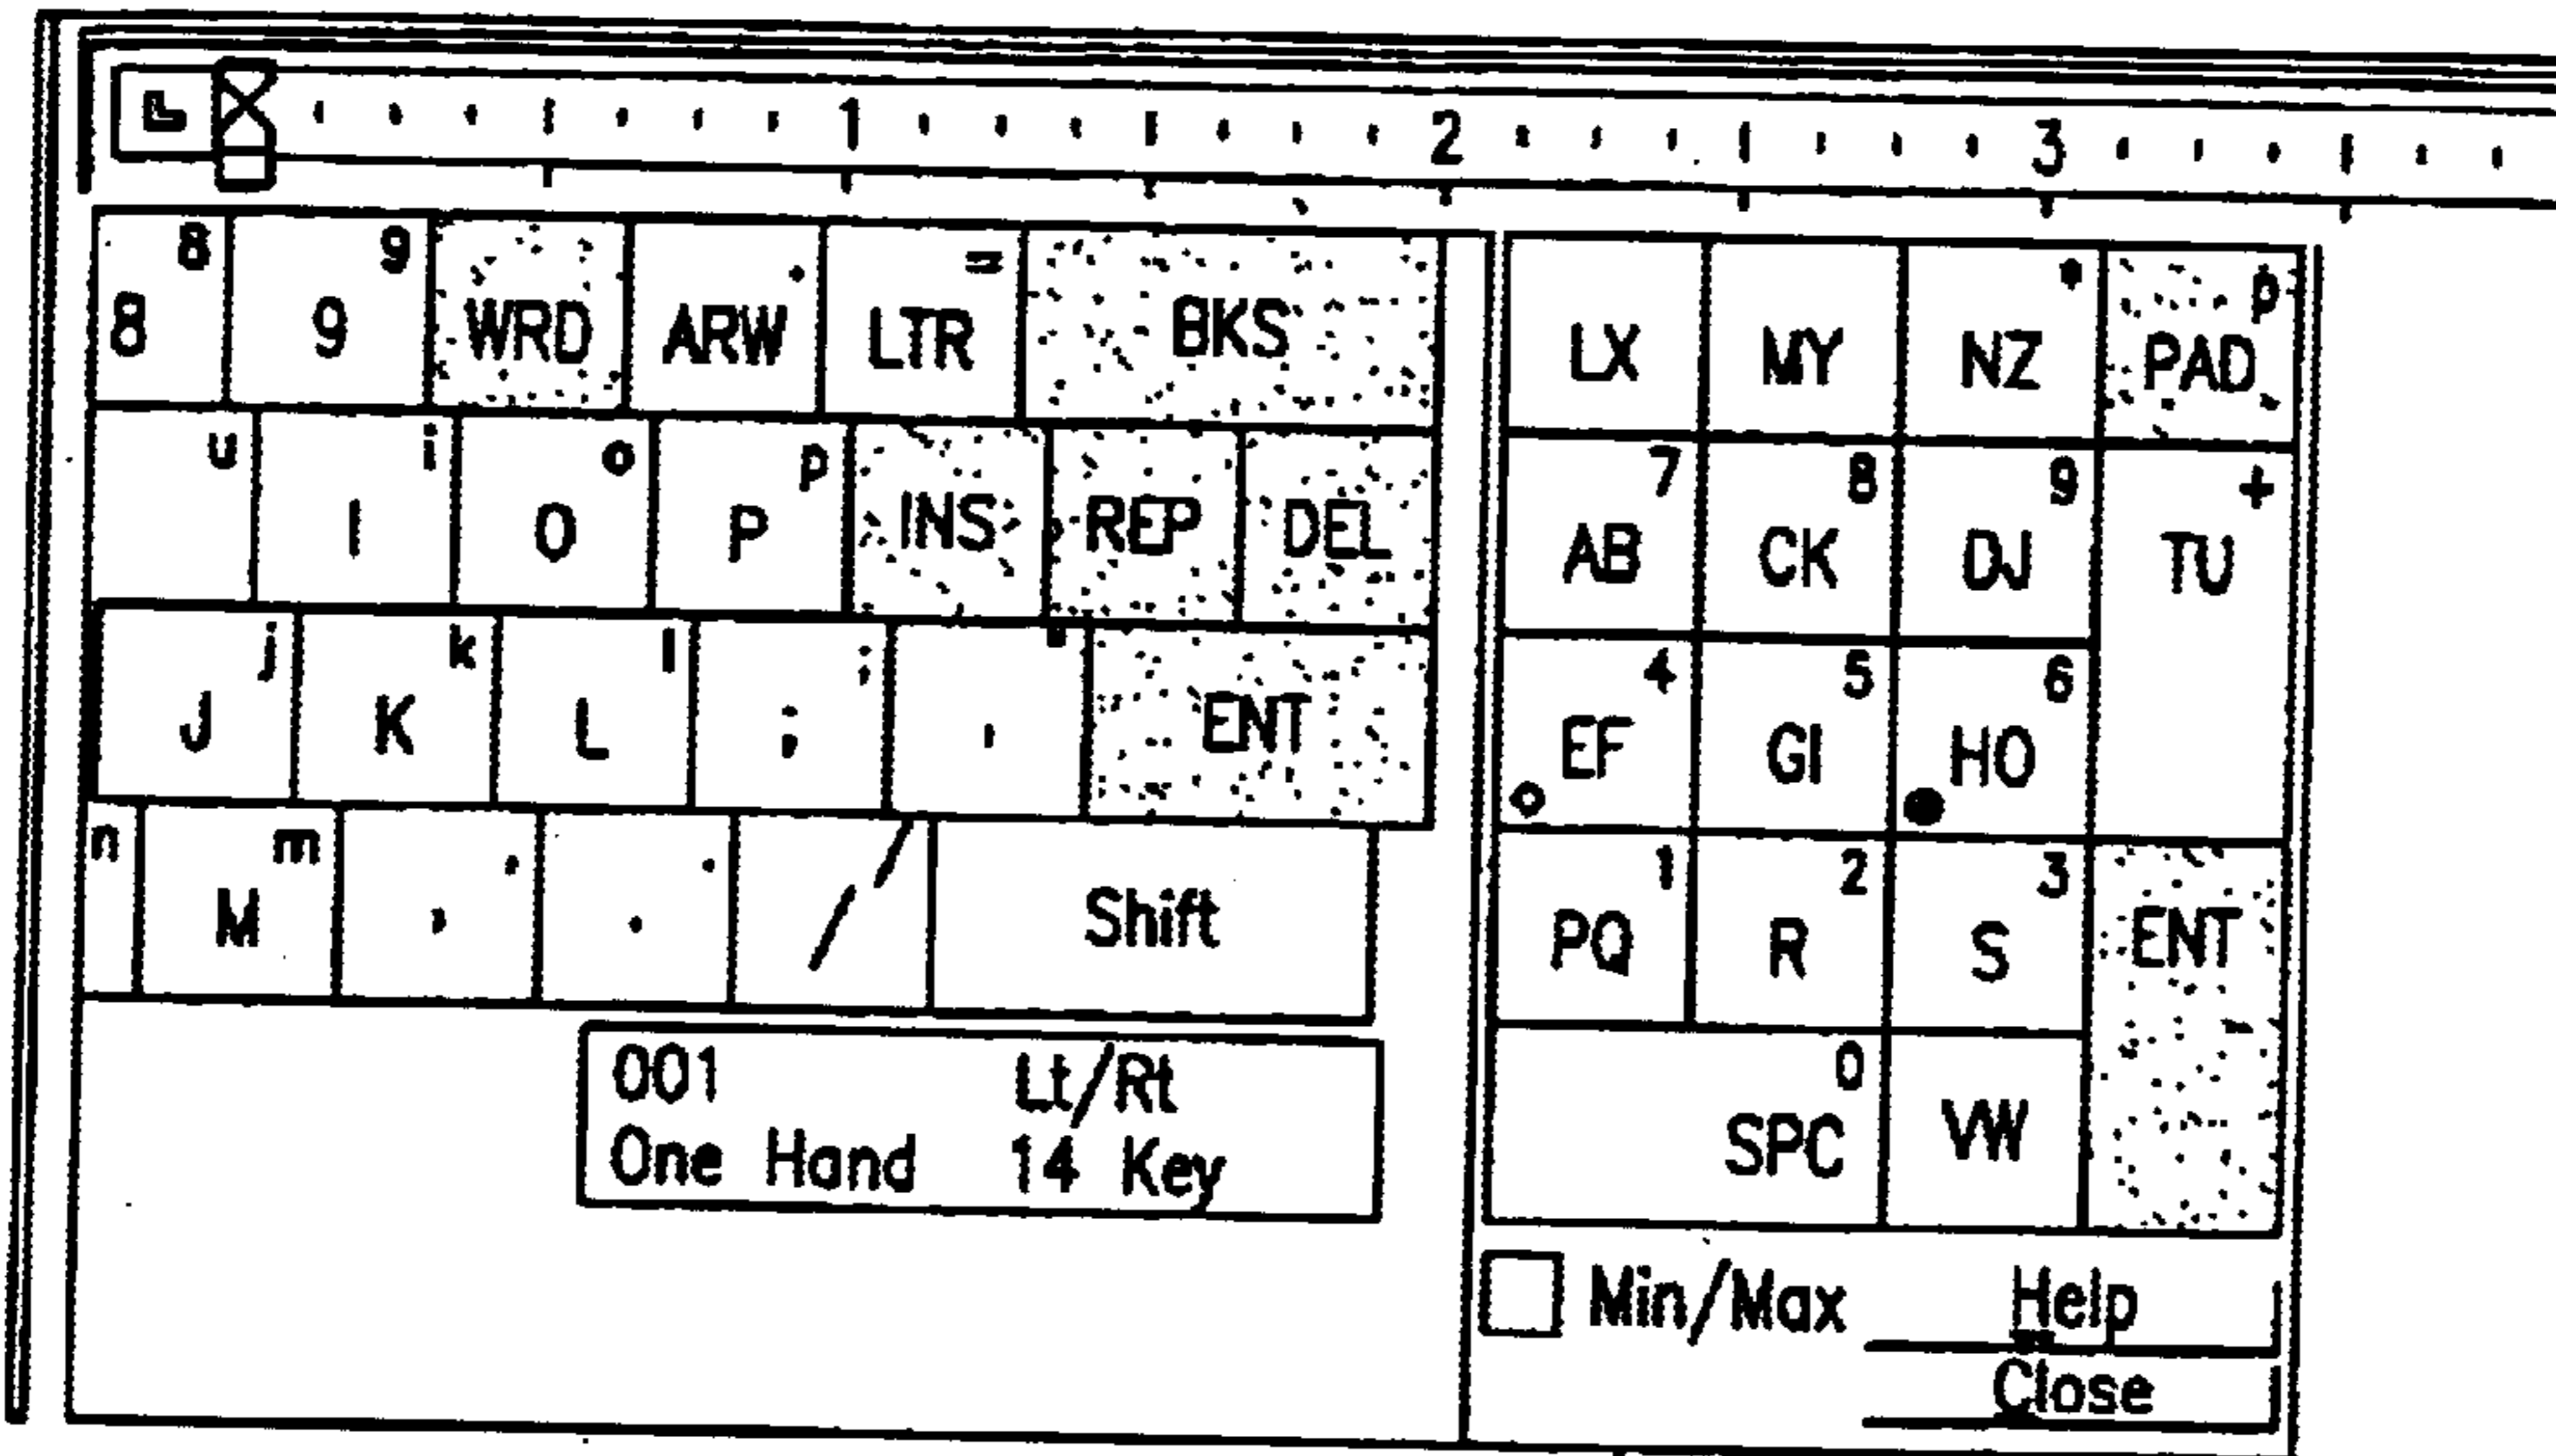 1 2 3
8 9 =
8 9 WRD ARW LTR BKS
u i o p
I O P INS REP DEL
j k l ; "
J K L ; ' ENT
n m , .
M , . / Shift
001 Lt/Rt
One Hand 14 Key
p
LX MY NZ PAD
7 8 9 +
AB CK DJ TU
4 5 6
EF GI HO
1 2 3
PQ R S ENT
0
SPC VW
Min/Max Help
Close